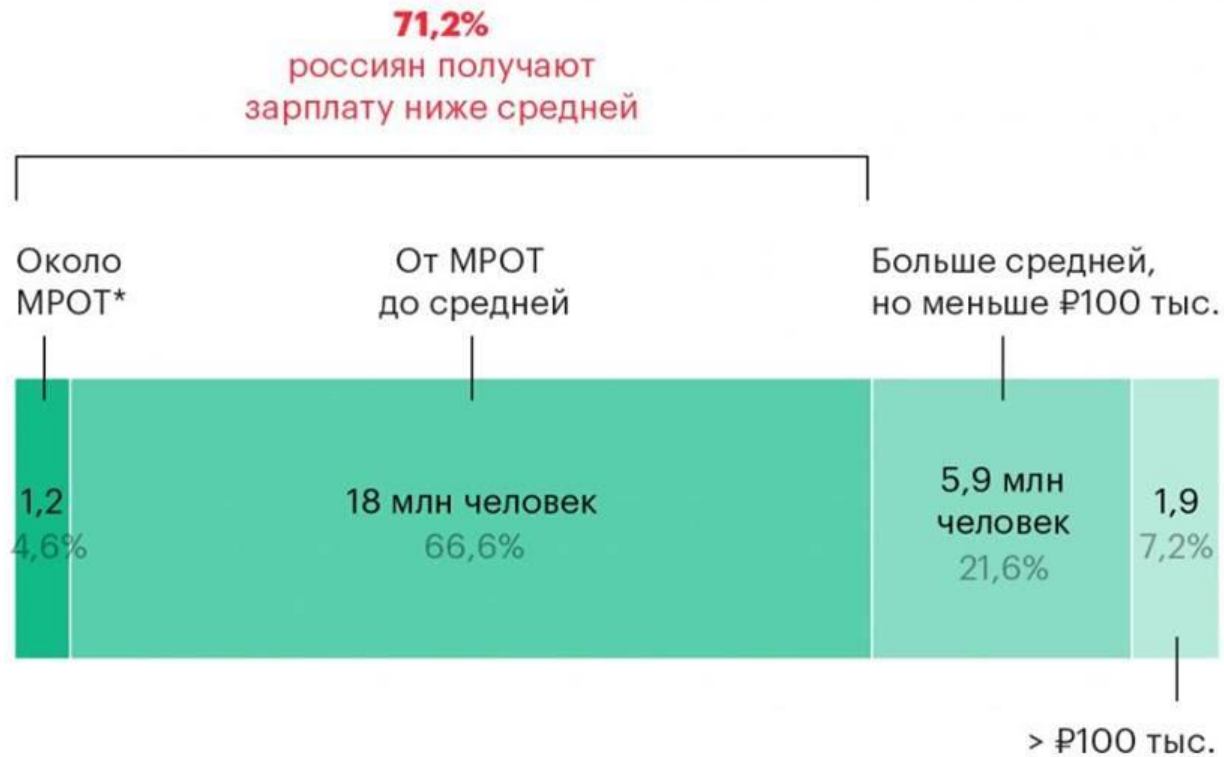 71,2%
россиян получают
зарплату ниже средней
Около
МРОТ*
От МРОТ
до средней
Больше средней,
но меньше ₽100 тыс.
1,2
4,6%
18 млн человек
66,6%
5,9 млн
человек
21,6%
1,9
7,2%
> ₽100 тыс.